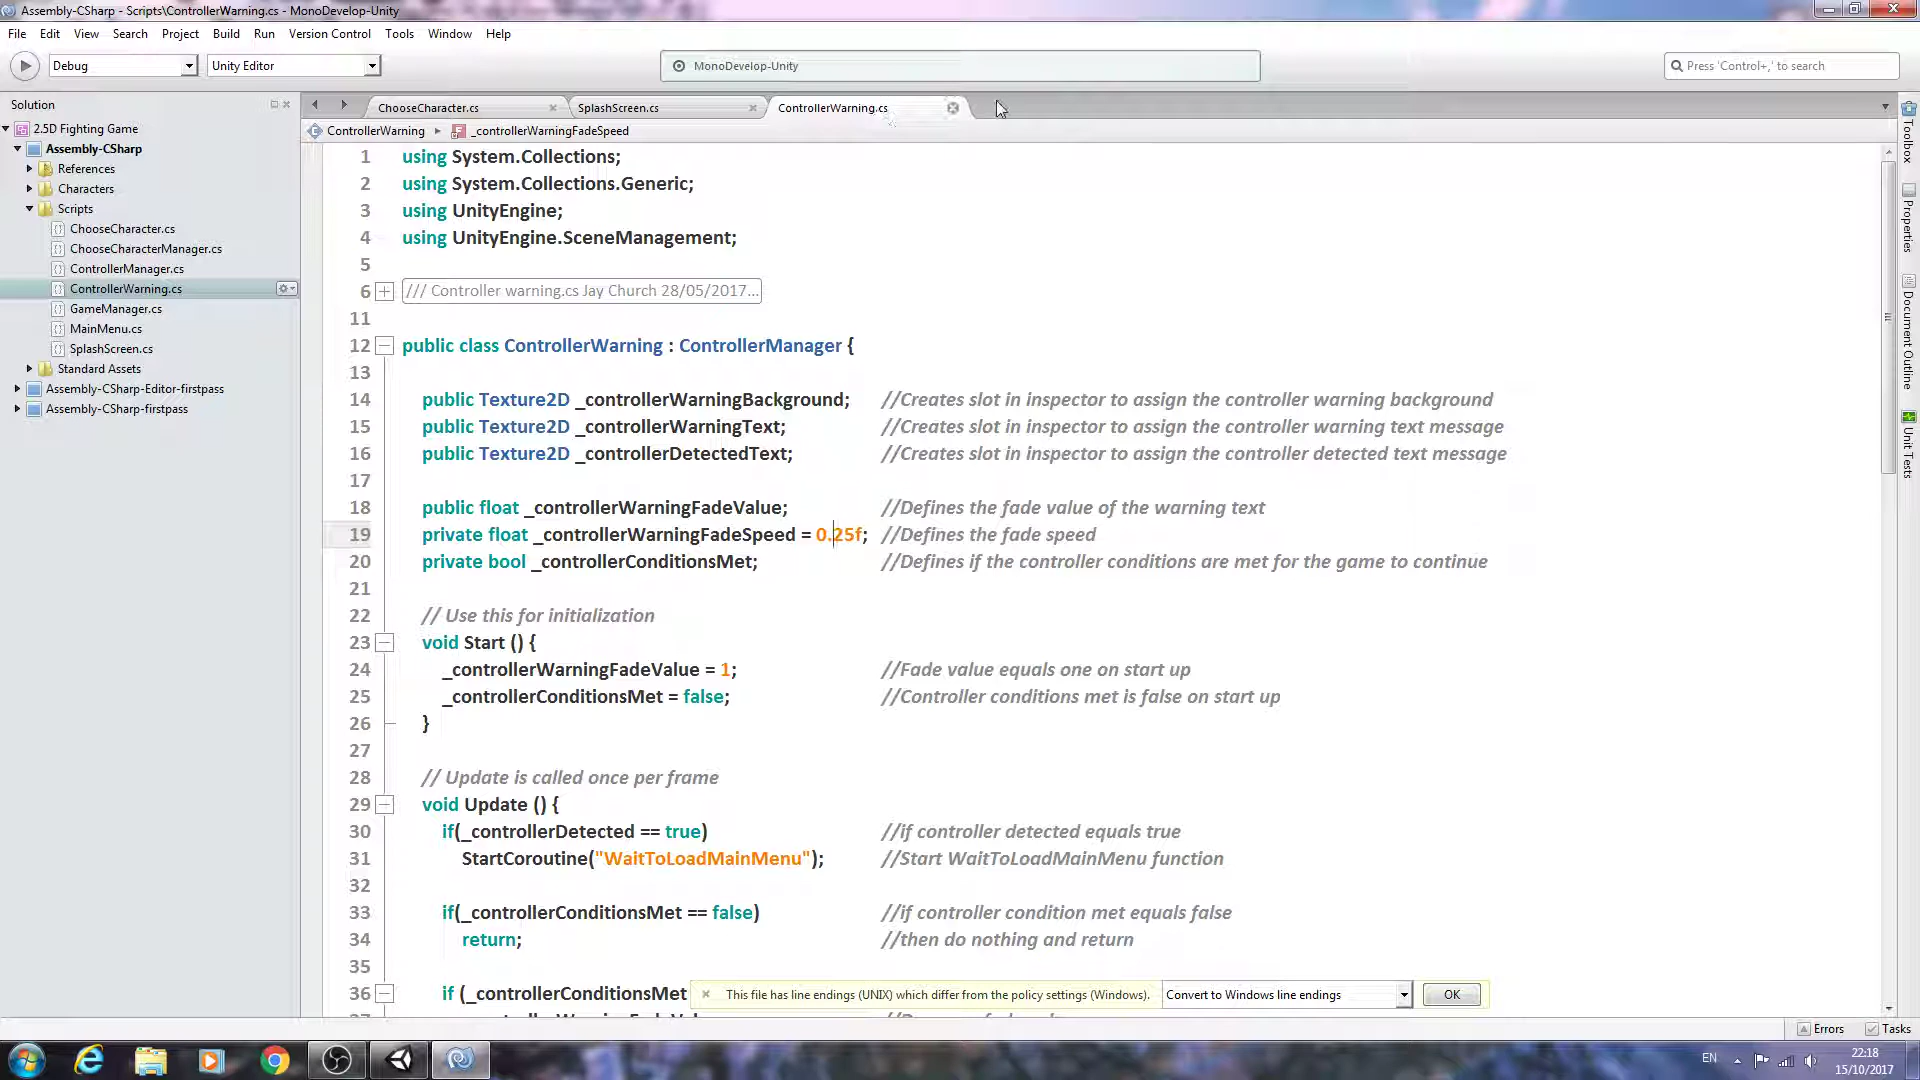 Assembly-CSharp - Scripts\ControllerWarning.cs - MonoDevelop-Unity
File Edit View Search Project Build Run Version Control Tools Window Help
Debug Unity Editor MonoDevelop-Unity Press 'Control+,' to search
Solution
ChooseCharacter.cs SplashScreen.cs ControllerWarning.cs
ControllerWarning _controllerWarningFadeSpeed
2.5D Fighting Game
Assembly-CSharp
References
Characters
Scripts
ChooseCharacter.cs
ChooseCharacterManager.cs
ControllerManager.cs
ControllerWarning.cs
GameManager.cs
MainMenu.cs
SplashScreen.cs
Standard Assets
Assembly-CSharp-Editor-firstpass
Assembly-CSharp-firstpass
1 using System.Collections;
2 using System.Collections.Generic;
3 using UnityEngine;
4 using UnityEngine.SceneManagement;
5
6 /// Controller warning.cs Jay Church 28/05/2017...
11
12 public class ControllerWarning : ControllerManager {
13
14 public Texture2D _controllerWarningBackground; //Creates slot in inspector to assign the controller warning background
15 public Texture2D _controllerWarningText; //Creates slot in inspector to assign the controller warning text message
16 public Texture2D _controllerDetectedText; //Creates slot in inspector to assign the controller detected text message
17
18 public float _controllerWarningFadeValue; //Defines the fade value of the warning text
19 private float _controllerWarningFadeSpeed = 0.25f; //Defines the fade speed
20 private bool _controllerConditionsMet; //Defines if the controller conditions are met for the game to continue
21
22 // Use this for initialization
23 void Start () {
24 _controllerWarningFadeValue = 1; //Fade value equals one on start up
25 _controllerConditionsMet = false; //Controller conditions met is false on start up
26 }
27
28 // Update is called once per frame
29 void Update () {
30 if(_controllerDetected == true) //if controller detected equals true
31 StartCoroutine("WaitToLoadMainMenu"); //Start WaitToLoadMainMenu function
32
33 if(_controllerConditionsMet == false) //if controller condition met equals false
34 return; //then do nothing and return
35
36 if (_controllerConditionsMet
This file has line endings (UNIX) which differ from the policy settings (Windows). Convert to Windows line endings OK
Toolbox
Properties
Document Outline
Unit Tests
Errors Tasks
EN
22:18
15/10/2017